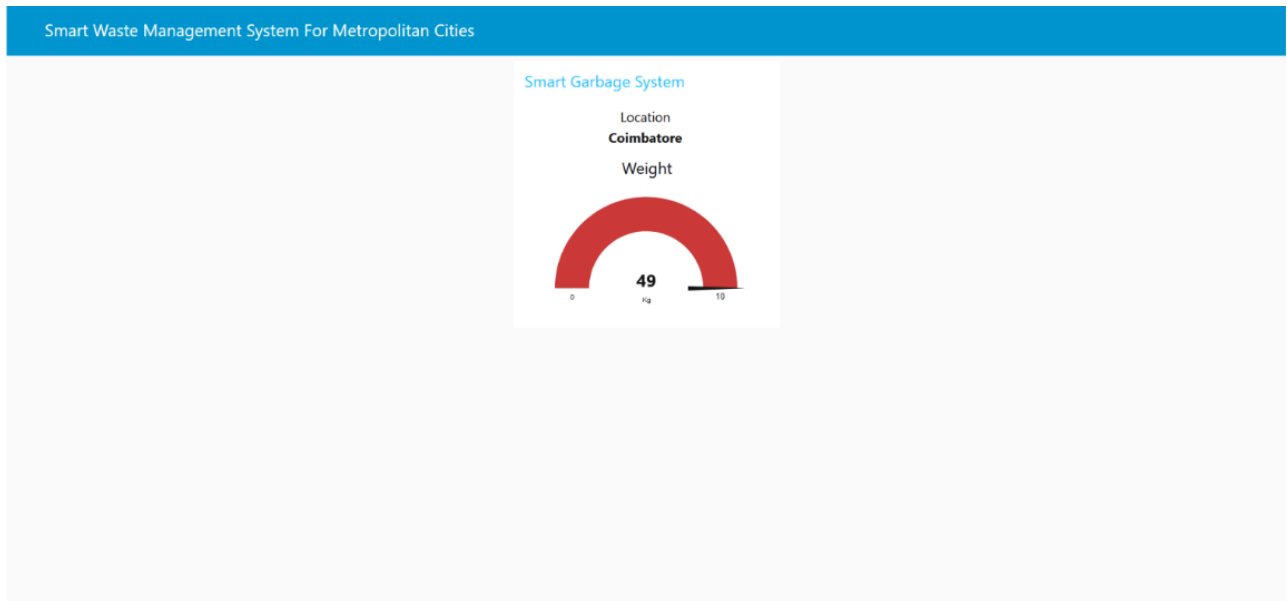 Smart Waste Management System For Metropolitan Cities
Smart Garbage System
Location
Coimbatore
Weight
49
Kg
0
10